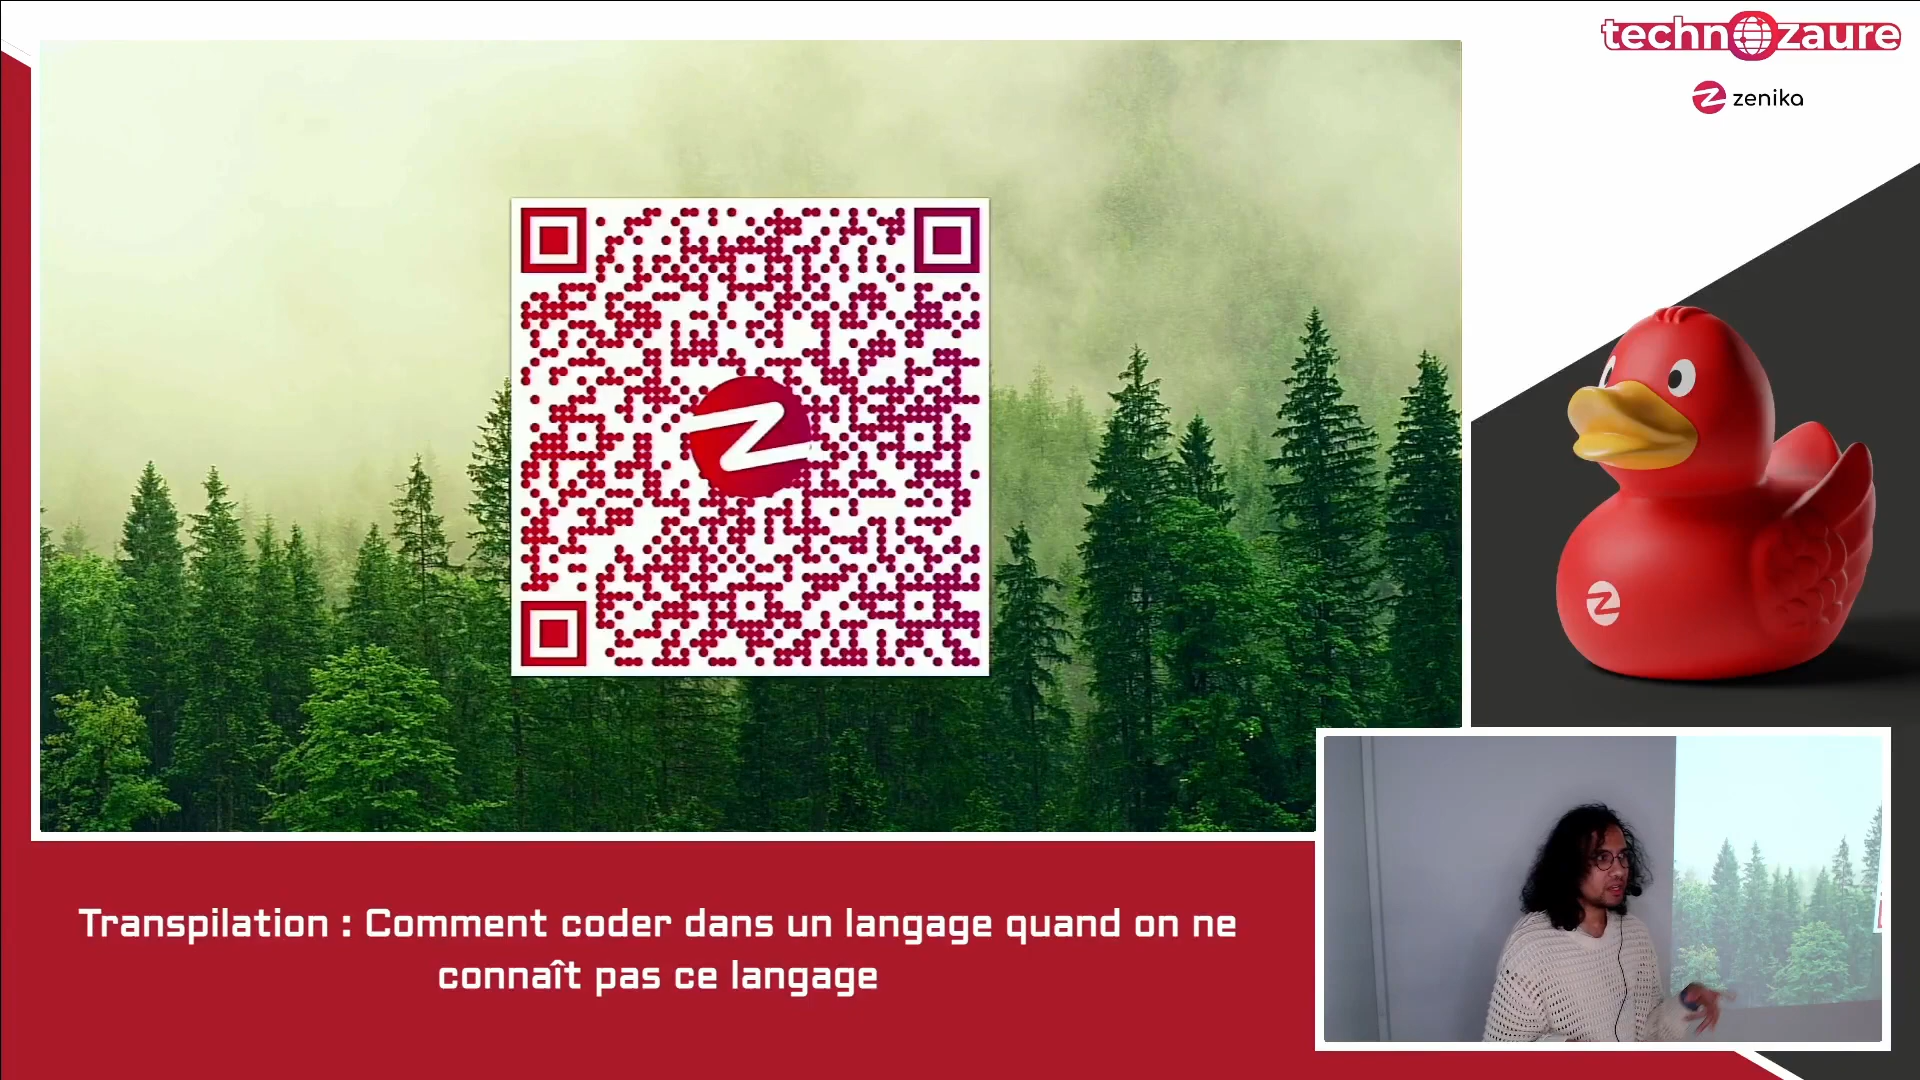 technozaure
zenika
Transpilation : Comment coder dans un langage quand on ne
connaît pas ce langage